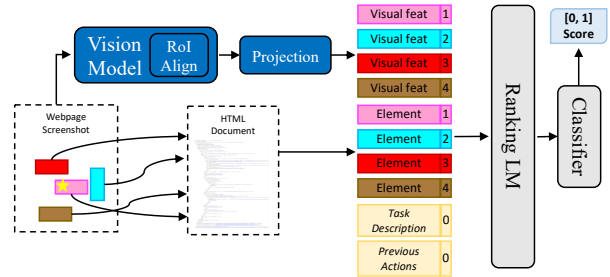 Vision
Model
RoI
Align
Projection
Visual feat 1
Visual feat 2
Visual feat 3
Visual feat 4
Webpage
Screenshot
HTML
Document
Element 1
Element 2
Element 3
Element 4
Task
Description 0
Previous
Actions 0
Ranking LM
Classifier
[0, 1]
Score